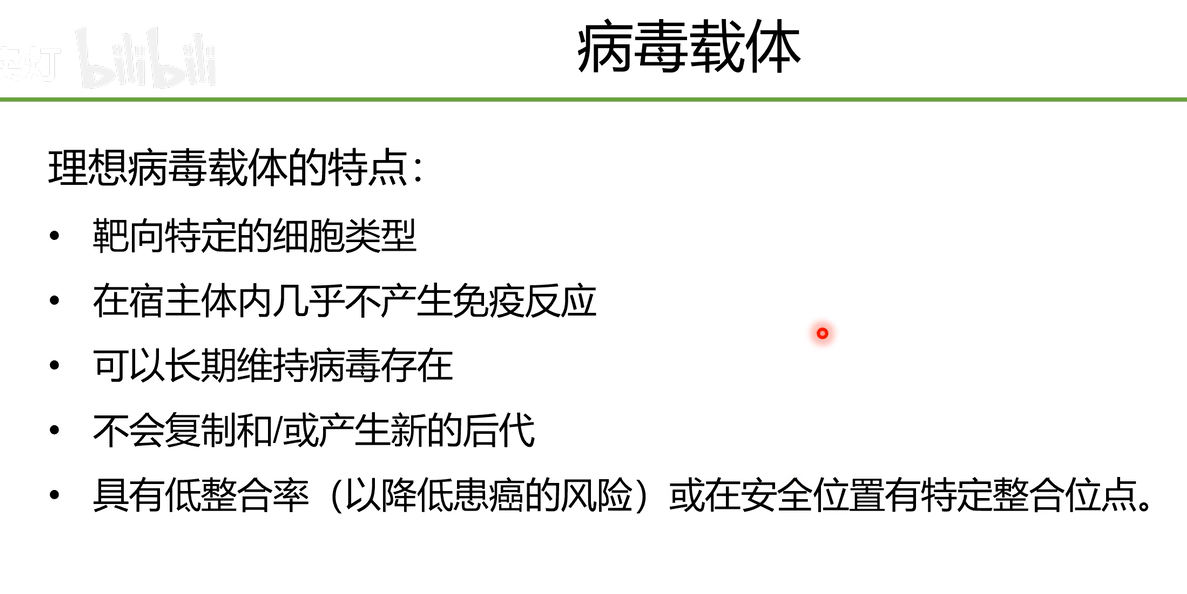 bilibili
病毒载体
理想病毒载体的特点：
• 靶向特定的细胞类型
• 在宿主体内几乎不产生免疫反应
• 可以长期维持病毒存在
• 不会复制和/或产生新的后代
• 具有低整合率（以降低患癌的风险）或在安全位置有特定整合位点。